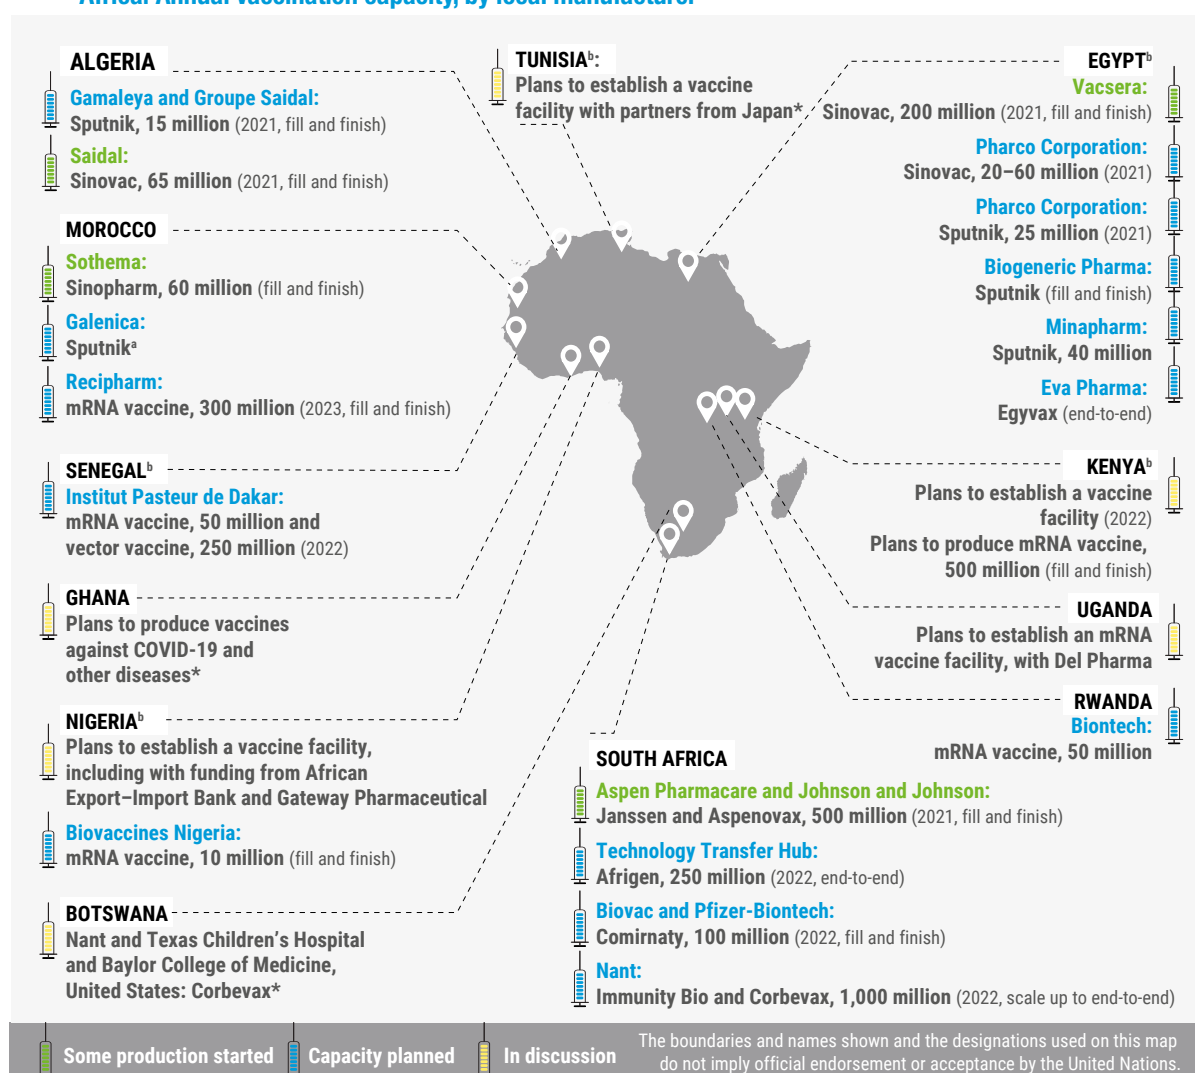 Africa: Annual vaccination capacity, by local manufacturer
ALGERIA
Gamaleya and Groupe Saidal:
Sputnik, 15 million (2021, fill and finish)
Saidal:
Sinovac, 65 million (2021, fill and finish)
MOROCCO
Sothema:
Sinopharm, 60 million (fill and finish)
Galenica:
Sputnikᵃ
Recipharm:
mRNA vaccine, 300 million (2023, fill and finish)
SENEGALᵇ
Institut Pasteur de Dakar:
mRNA vaccine, 50 million and
vector vaccine, 250 million (2022)
GHANA
Plans to produce vaccines
against COVID-19 and
other diseases*
NIGERIAᵇ
Plans to establish a vaccine facility,
including with funding from African
Export–Import Bank and Gateway Pharmaceutical
Biovaccines Nigeria:
mRNA vaccine, 10 million (fill and finish)
BOTSWANA
Nant and Texas Children's Hospital
and Baylor College of Medicine,
United States: Corbevax*
TUNISIAᵇ:
Plans to establish a vaccine
facility with partners from Japan*
EGYPTᵇ
Vacsera:
Sinovac, 200 million (2021, fill and finish)
Pharco Corporation:
Sinovac, 20–60 million (2021)
Pharco Corporation:
Sputnik, 25 million (2021)
Biogeneric Pharma:
Sputnik (fill and finish)
Minapharm:
Sputnik, 40 million
Eva Pharma:
Egyvax (end-to-end)
KENYAᵇ
Plans to establish a vaccine
facility (2022)
Plans to produce mRNA vaccine,
500 million (fill and finish)
UGANDA
Plans to establish an mRNA
vaccine facility, with Del Pharma
RWANDA
Biontech:
mRNA vaccine, 50 million
SOUTH AFRICA
Aspen Pharmacare and Johnson and Johnson:
Janssen and Aspenovax, 500 million (2021, fill and finish)
Technology Transfer Hub:
Afrigen, 250 million (2022, end-to-end)
Biovac and Pfizer-Biontech:
Comirnaty, 100 million (2022, fill and finish)
Nant:
Immunity Bio and Corbevax, 1,000 million (2022, scale up to end-to-end)
Some production started
Capacity planned
In discussion
The boundaries and names shown and the designations used on this map
do not imply official endorsement or acceptance by the United Nations.